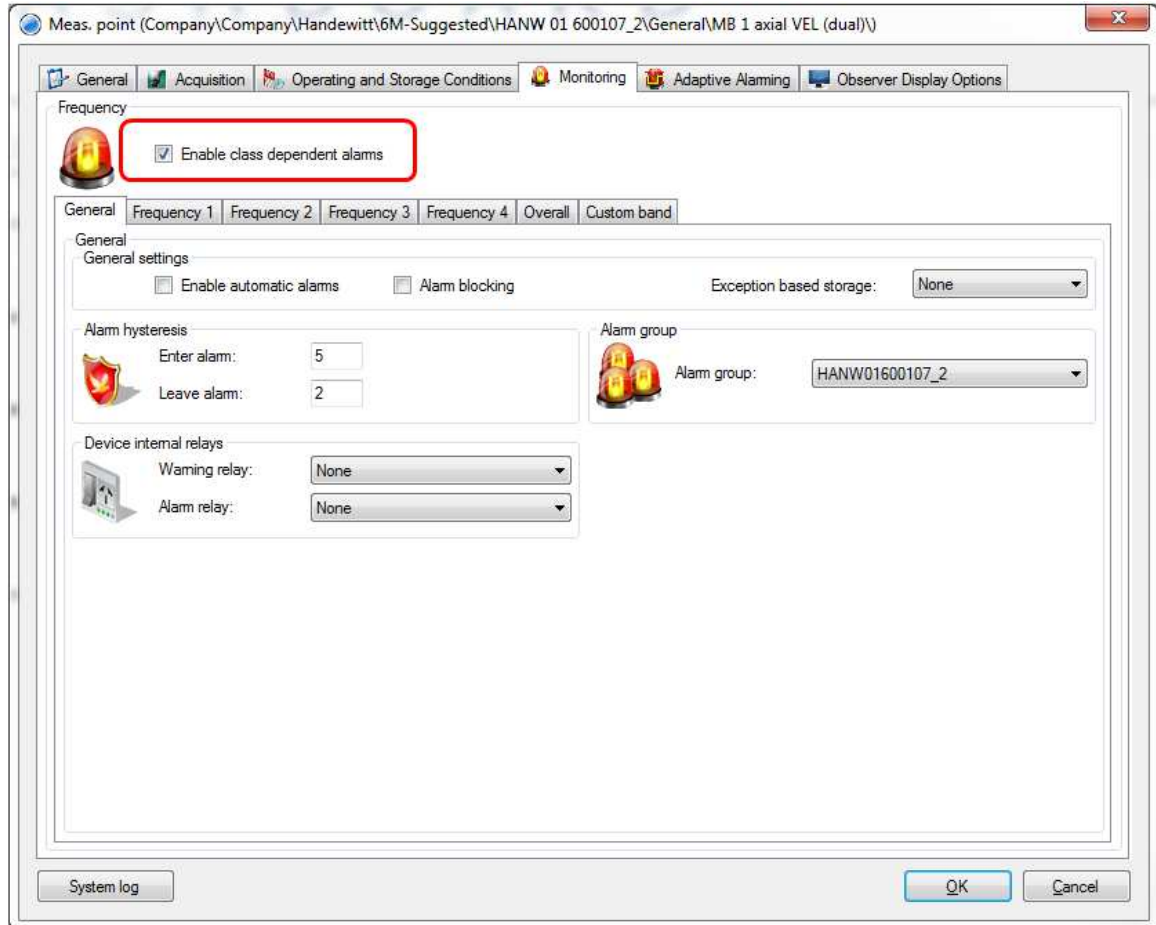 Meas. point (Company\Company\Handewitt\6M-Suggested\HANW 01 600107_2\General\MB 1 axial VEL (dual)\)
General Acquisition Operating and Storage Conditions Monitoring Adaptive Alarming Observer Display Options
Frequency
Enable class dependent alarms
General Frequency 1 Frequency 2 Frequency 3 Frequency 4 Overall Custom band
General
General settings
Enable automatic alarms Alarm blocking Exception based storage: None
Alarm hysteresis
Enter alarm: 5
Leave alarm: 2
Alarm group
Alarm group: HANW01600107_2
Device internal relays
Warning relay: None
Alarm relay: None
System log OK Cancel